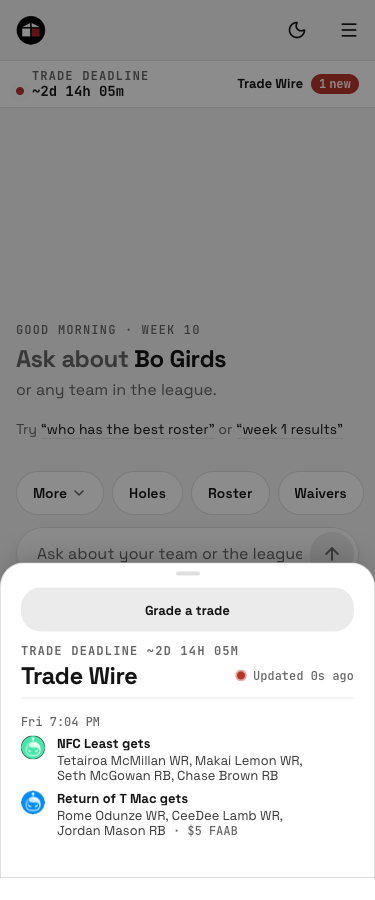 TRADE DEADLINE
~2d 14h 05m
Trade Wire 1 new
GOOD MORNING · WEEK 10
Ask about Bo Girds
or any team in the league.
Try “who has the best roster” or “week 1 results”
More Holes Roster Waivers
Ask about your team or the league
Grade a trade
TRADE DEADLINE ~2D 14H 05M
Trade Wire
Updated 0s ago
Fri 7:04 PM
NFC Least gets
Tetairoa McMillan WR, Makai Lemon WR,
Seth McGowan RB, Chase Brown RB
Return of T Mac gets
Rome Odunze WR, CeeDee Lamb WR,
Jordan Mason RB · $5 FAAB